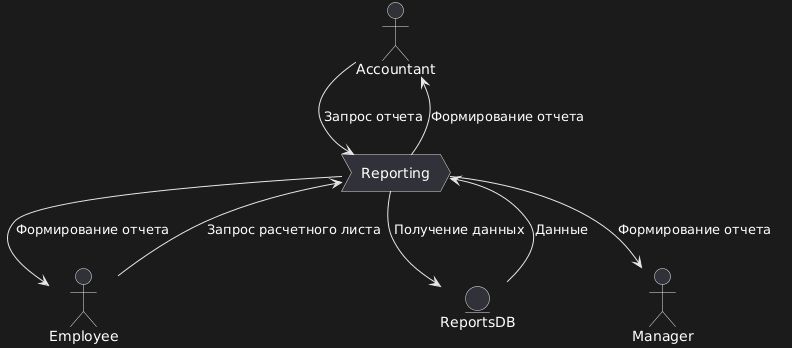 Accountant
Запрос отчета
Формирование отчета
Reporting
Формирование отчета
Запрос расчетного листа
Получение данных
Данные
Формирование отчета
Employee
ReportsDB
Manager